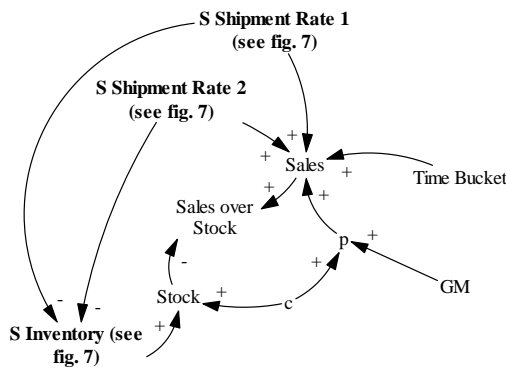 S Shipment Rate 1
(see fig. 7)
S Shipment Rate 2
(see fig. 7)
+
+
Sales
+
+
+
Time Bucket
Sales over
Stock
+
p
+
-
+
GM
Stock
+
c
-
-
S Inventory (see
fig. 7)
+